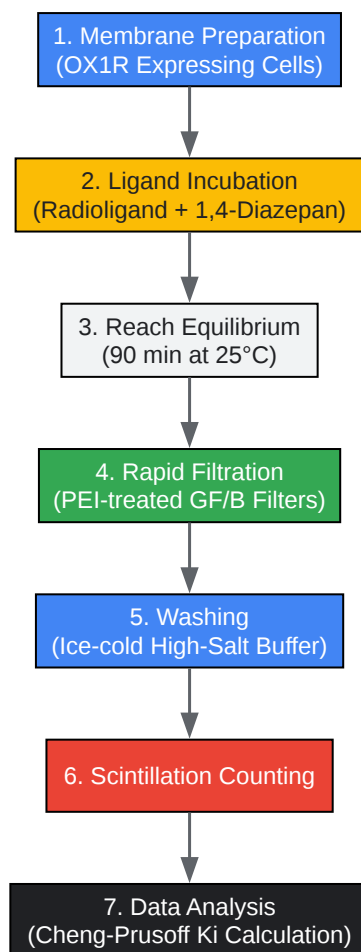 1. Membrane Preparation
(OX1R Expressing Cells)
2. Ligand Incubation
(Radioligand + 1,4-Diazepan)
3. Reach Equilibrium
(90 min at 25°C)
4. Rapid Filtration
(PEI-treated GF/B Filters)
5. Washing
(Ice-cold High-Salt Buffer)
6. Scintillation Counting
7. Data Analysis
(Cheng-Prusoff Ki Calculation)